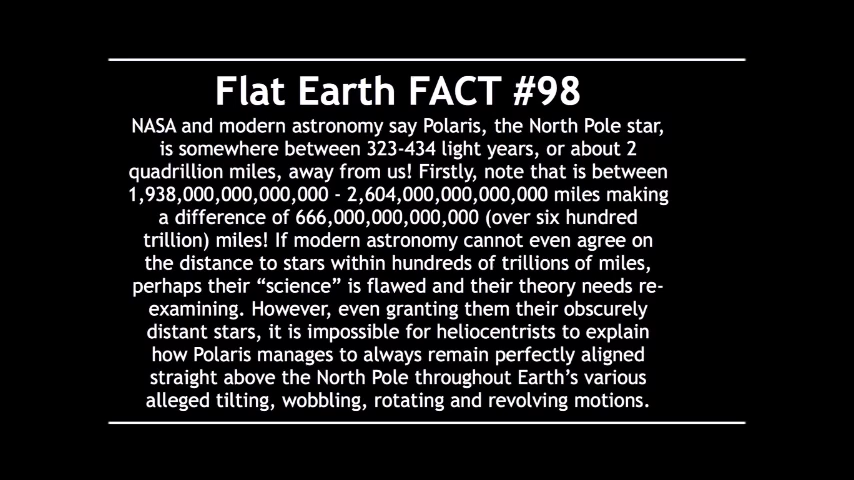 Flat Earth FACT #98
NASA and modern astronomy say Polaris, the North Pole star,
is somewhere between 323-434 light years, or about 2
quadrillion miles, away from us! Firstly, note that is between
1,938,000,000,000,000 - 2,604,000,000,000,000 miles making
a difference of 666,000,000,000,000 (over six hundred
trillion) miles! If modern astronomy cannot even agree on
the distance to stars within hundreds of trillions of miles,
perhaps their “science” is flawed and their theory needs re-
examining. However, even granting them their obscurely
distant stars, it is impossible for heliocentrists to explain
how Polaris manages to always remain perfectly aligned
straight above the North Pole throughout Earth’s various
alleged tilting, wobbling, rotating and revolving motions.